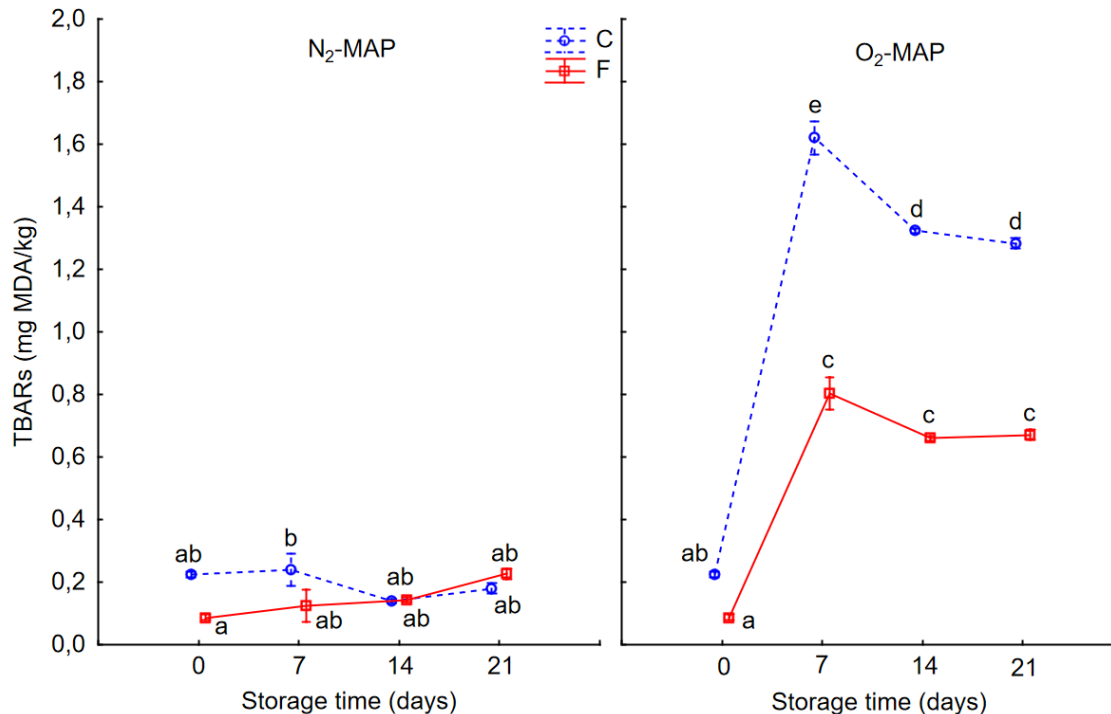 TBARs (mg MDA/kg)
2,0
1,8
1,6
1,4
1,2
1,0
0,8
0,6
0,4
0,2
0,0
N₂-MAP
C
F
ab
b
ab
ab
a
ab
ab
ab
0
7
14
21
Storage time (days)
O₂-MAP
e
d
d
c
c
c
ab
a
0
7
14
21
Storage time (days)